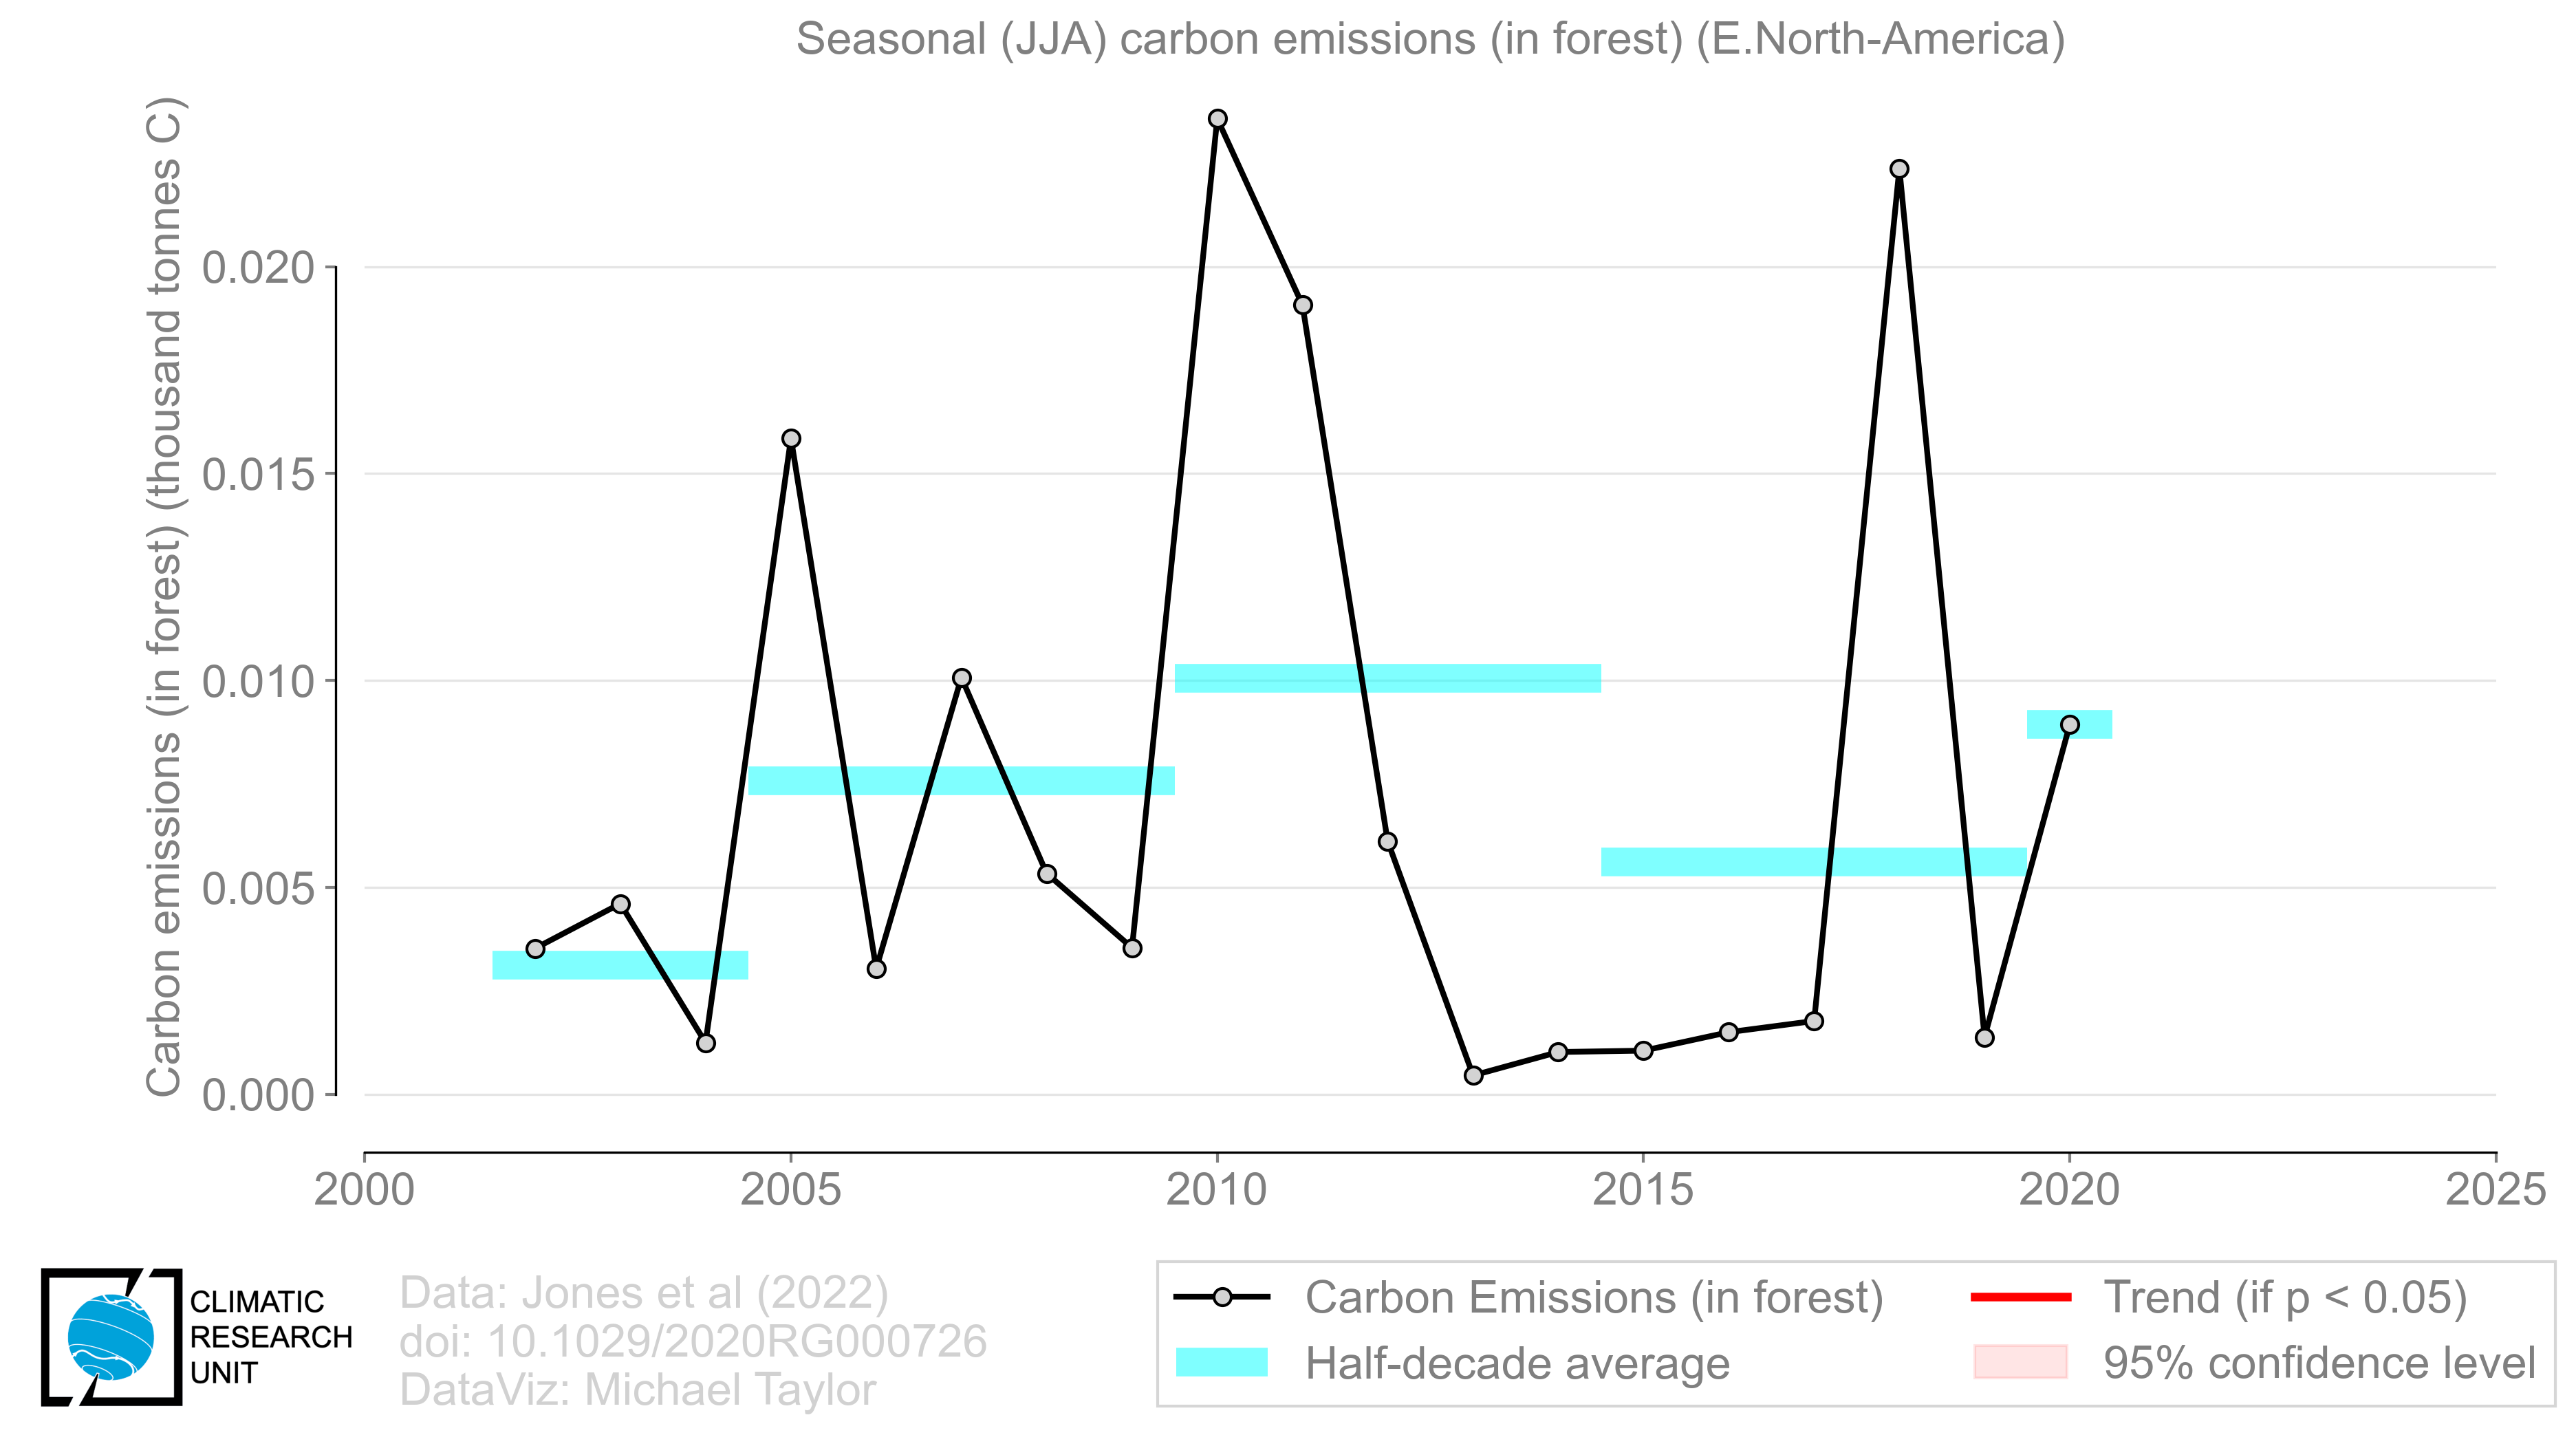 Seasonal (JJA) carbon emissions (in forest) (E.North-America)
Carbon emissions (in forest) (thousand tonnes C)
0.020
0.015
0.010
0.005
0.000
2000 2005 2010 2015 2020 2025
CLIMATIC
RESEARCH
UNIT
Data: Jones et al (2022)
doi: 10.1029/2020RG000726
DataViz: Michael Taylor
Carbon Emissions (in forest)
Half-decade average
Trend (if p < 0.05)
95% confidence level